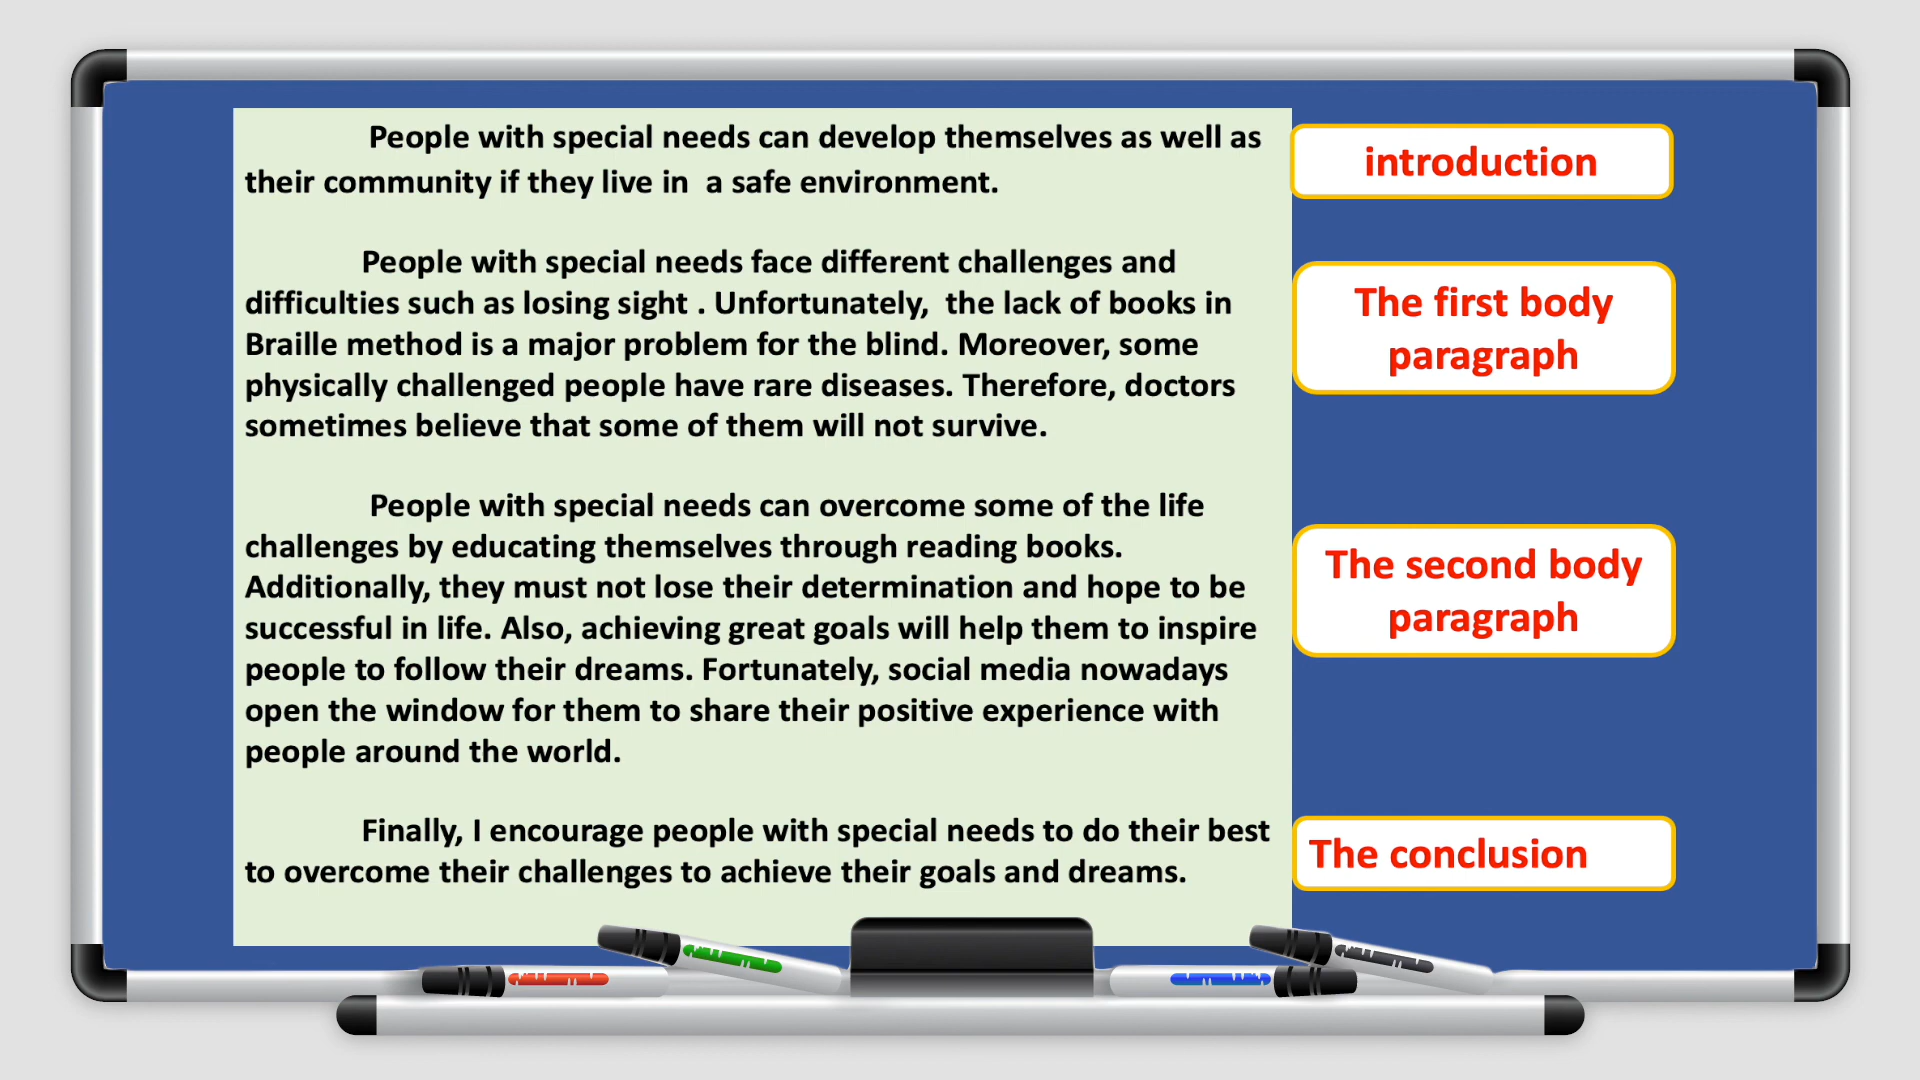 People with special needs can develop themselves as well as
their community if they live in  a safe environment.
introduction
People with special needs face different challenges and
difficulties such as losing sight . Unfortunately,  the lack of books in
Braille method is a major problem for the blind. Moreover, some
physically challenged people have rare diseases. Therefore, doctors
sometimes believe that some of them will not survive.
The first body
paragraph
People with special needs can overcome some of the life
challenges by educating themselves through reading books.
Additionally, they must not lose their determination and hope to be
successful in life. Also, achieving great goals will help them to inspire
people to follow their dreams. Fortunately, social media nowadays
open the window for them to share their positive experience with
people around the world.
The second body
paragraph
Finally, I encourage people with special needs to do their best
to overcome their challenges to achieve their goals and dreams.
The conclusion